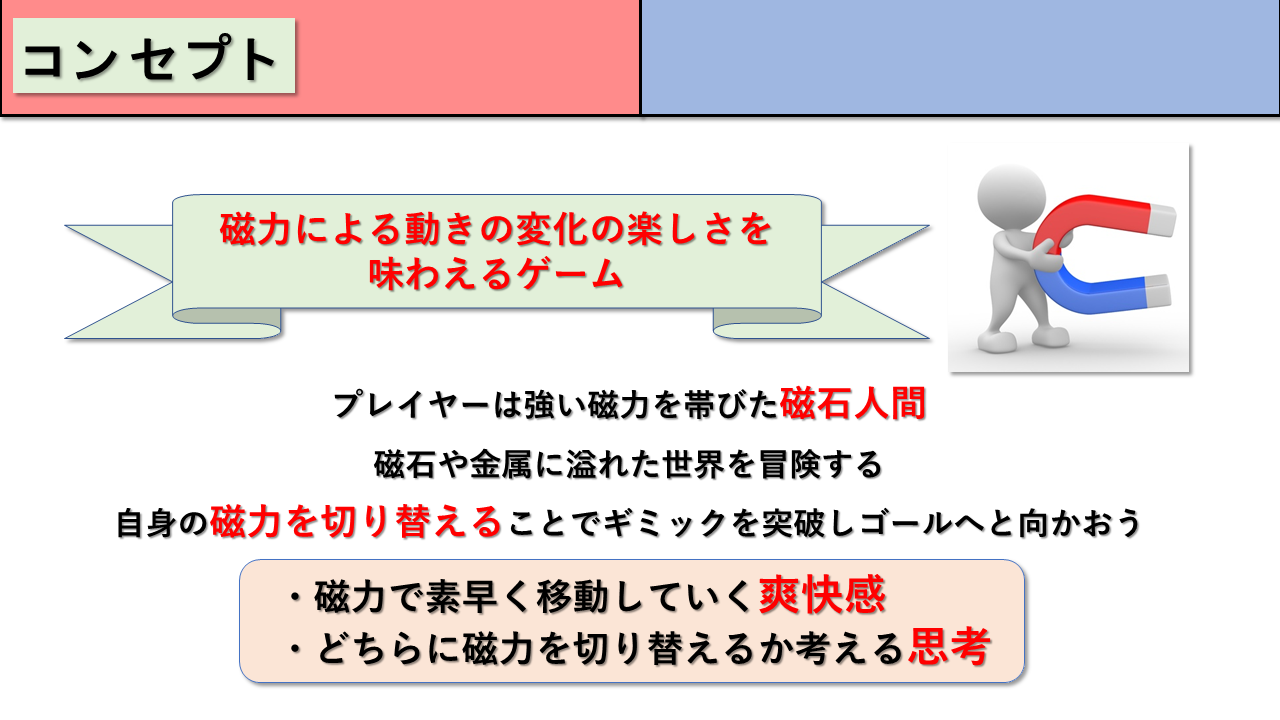 コンセプト
磁力による動きの変化の楽しさを
味わえるゲーム
プレイヤーは強い磁力を帯びた磁石人間
磁石や金属に溢れた世界を冒険する
自身の磁力を切り替えることでギミックを突破しゴールへと向かおう
・磁力で素早く移動していく爽快感
・どちらに磁力を切り替えるか考える思考